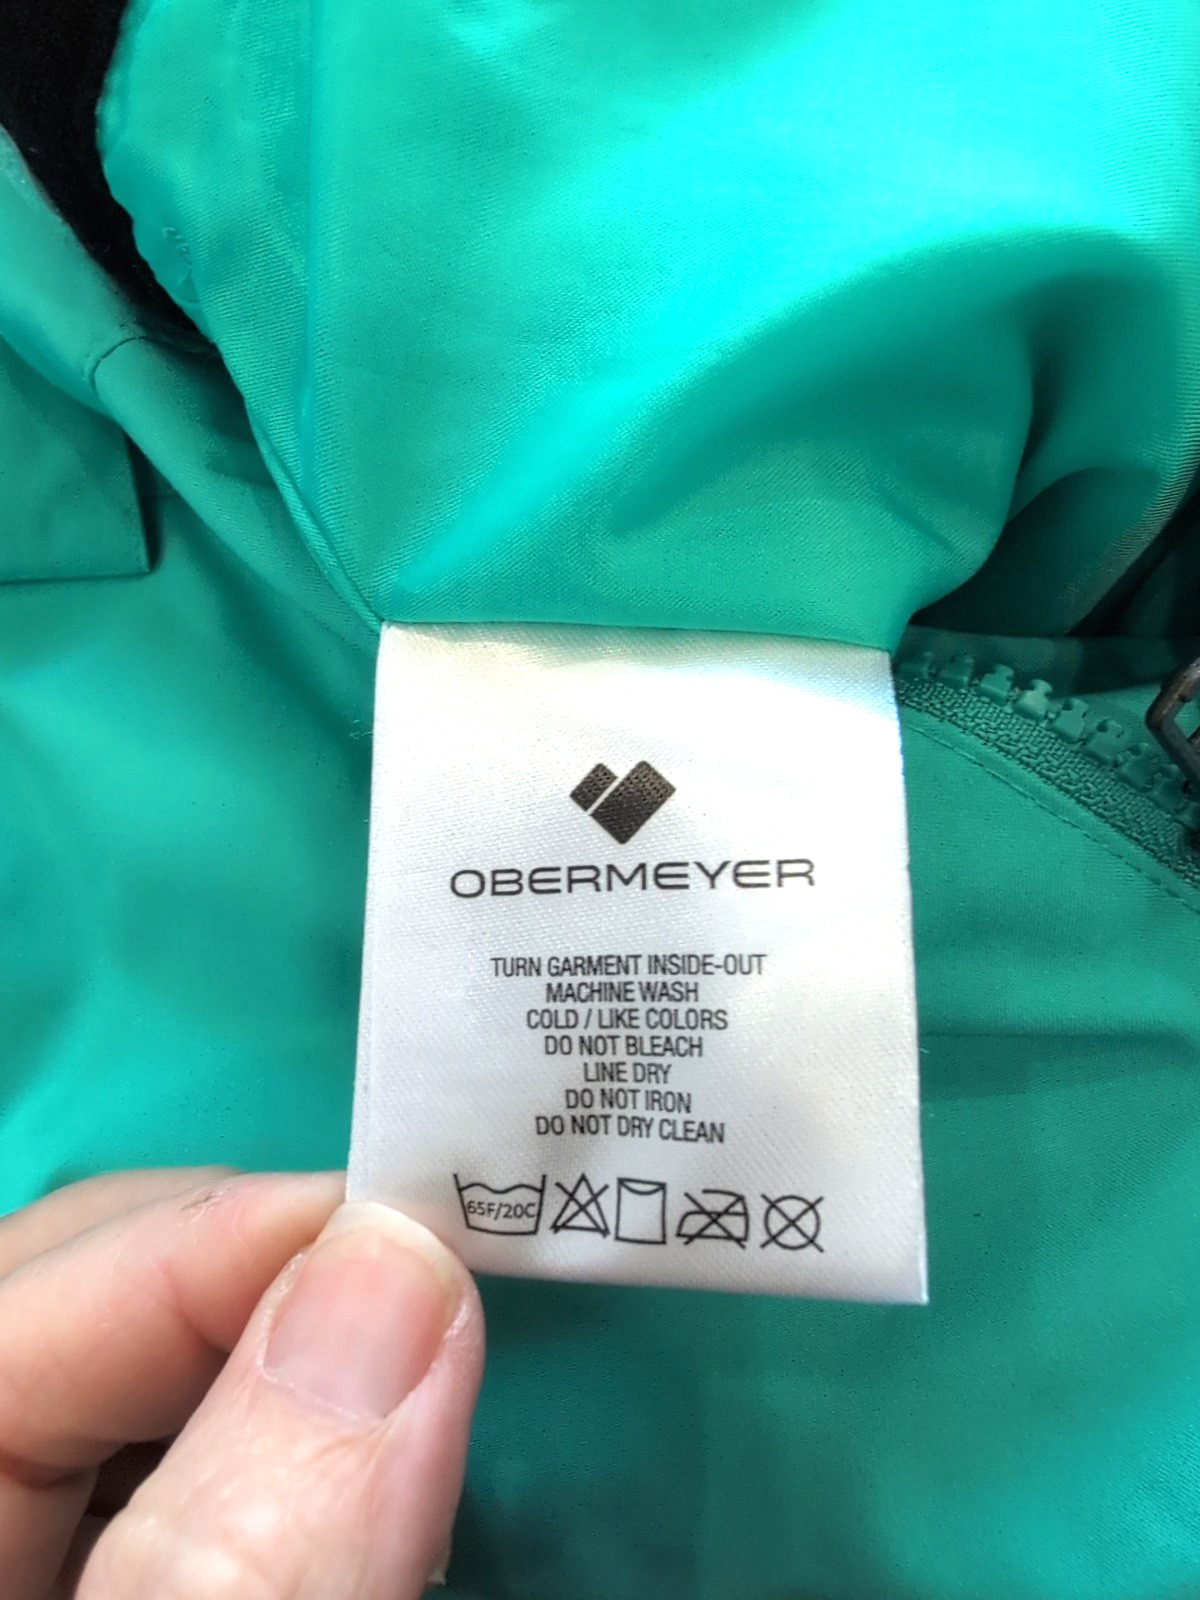 OBERMEYER
TURN GARMENT INSIDE-OUT
MACHINE WASH
COLD / LIKE COLORS
DO NOT BLEACH
LINE DRY
DO NOT IRON
DO NOT DRY CLEAN
65F/20C